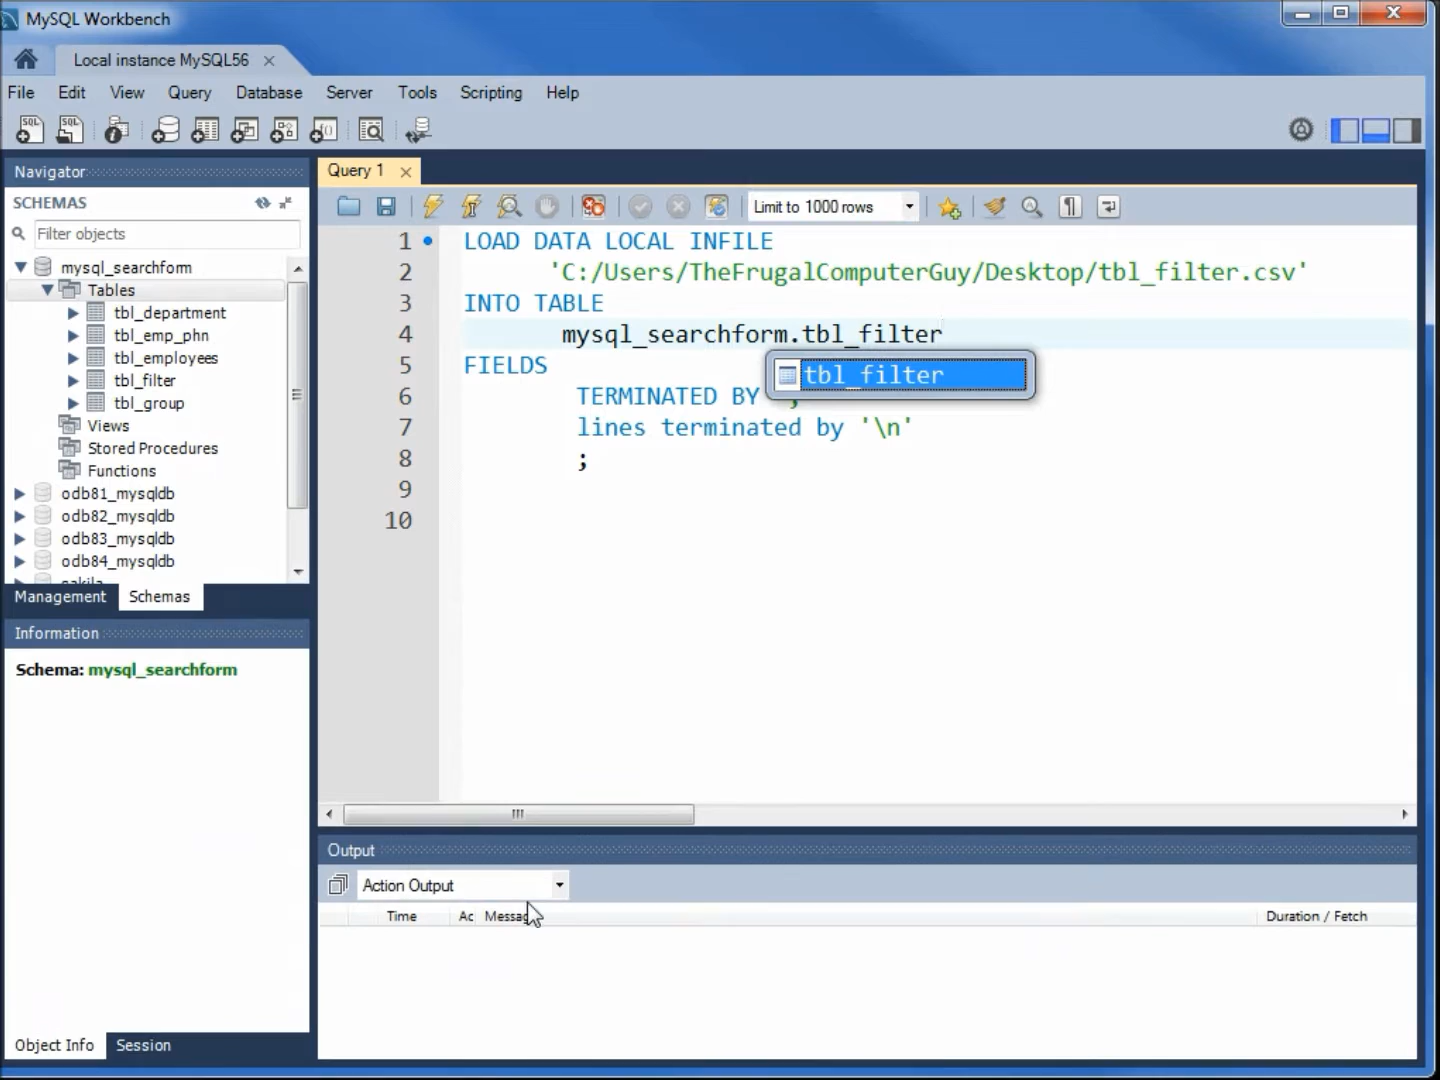 MySQL Workbench
Local instance MySQL56
File Edit View Query Database Server Tools Scripting Help
Navigator
SCHEMAS
Filter objects
mysql_searchform
Tables
tbl_department
tbl_emp_phn
tbl_employees
tbl_filter
tbl_group
Views
Stored Procedures
Functions
odb81_mysqldb
odb82_mysqldb
odb83_mysqldb
odb84_mysqldb
Management Schemas
Information
Schema: mysql_searchform
Object Info Session
Query 1
Limit to 1000 rows
1 LOAD DATA LOCAL INFILE
2 'C:/Users/TheFrugalComputerGuy/Desktop/tbl_filter.csv'
3 INTO TABLE
4 mysql_searchform.tbl_filter
5 FIELDS
tbl_filter
6 TERMINATED BY
7 lines terminated by '\n'
8 ;
9
10
Output
Action Output
Time Ac Duration / Fetch